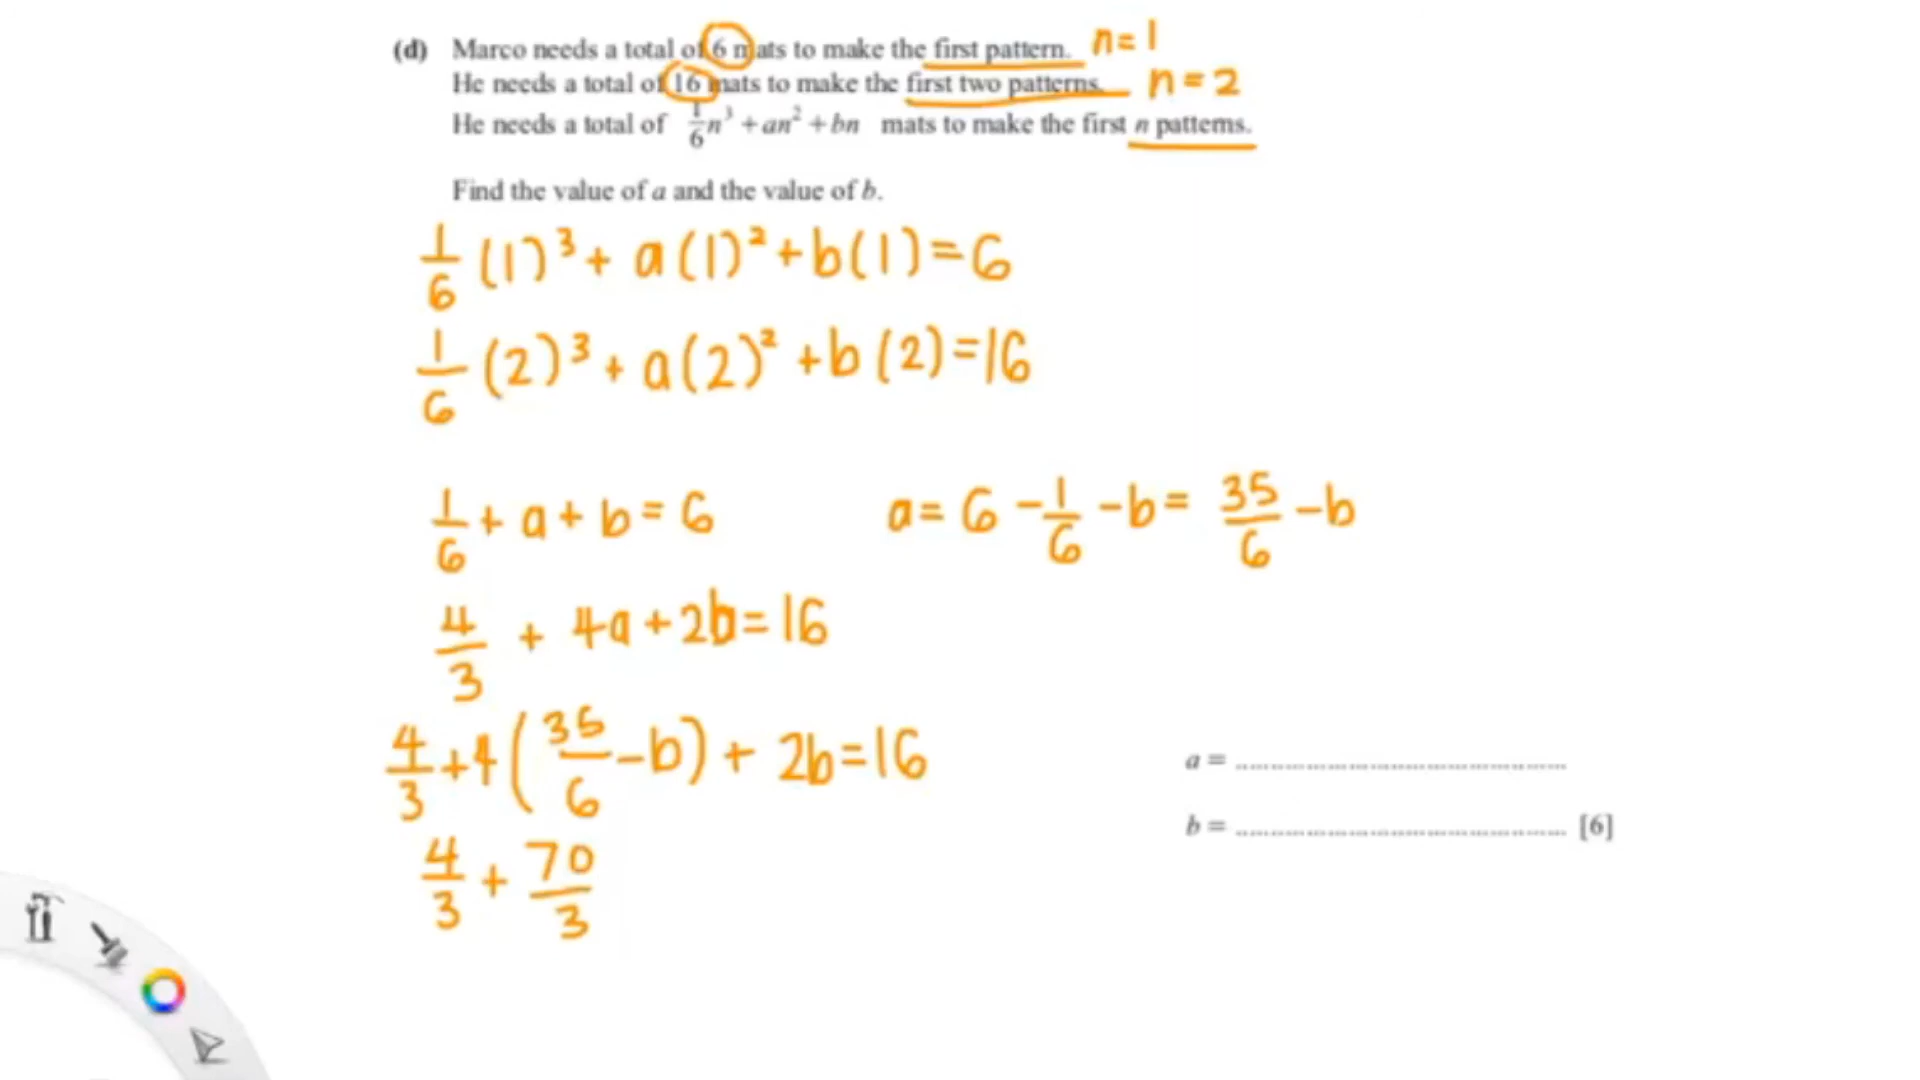 (d) Marco needs a total of 6 mats to make the first pattern. n=1
He needs a total of 16 mats to make the first two patterns. n=2
He needs a total of 1/6 n³ + an² + bn mats to make the first n patterns.
Find the value of a and the value of b.
1/6 (1)³ + a(1)² + b(1) = 6
1/6 (2)³ + a(2)² + b(2) = 16
1/6 + a + b = 6 a = 6 - 1/6 - b = 35/6 - b
4/3 + 4a + 2b = 16
4/3 + 4(35/6 - b) + 2b = 16
a = ................................................
4/3 + 70/3
b = ................................................ [6]